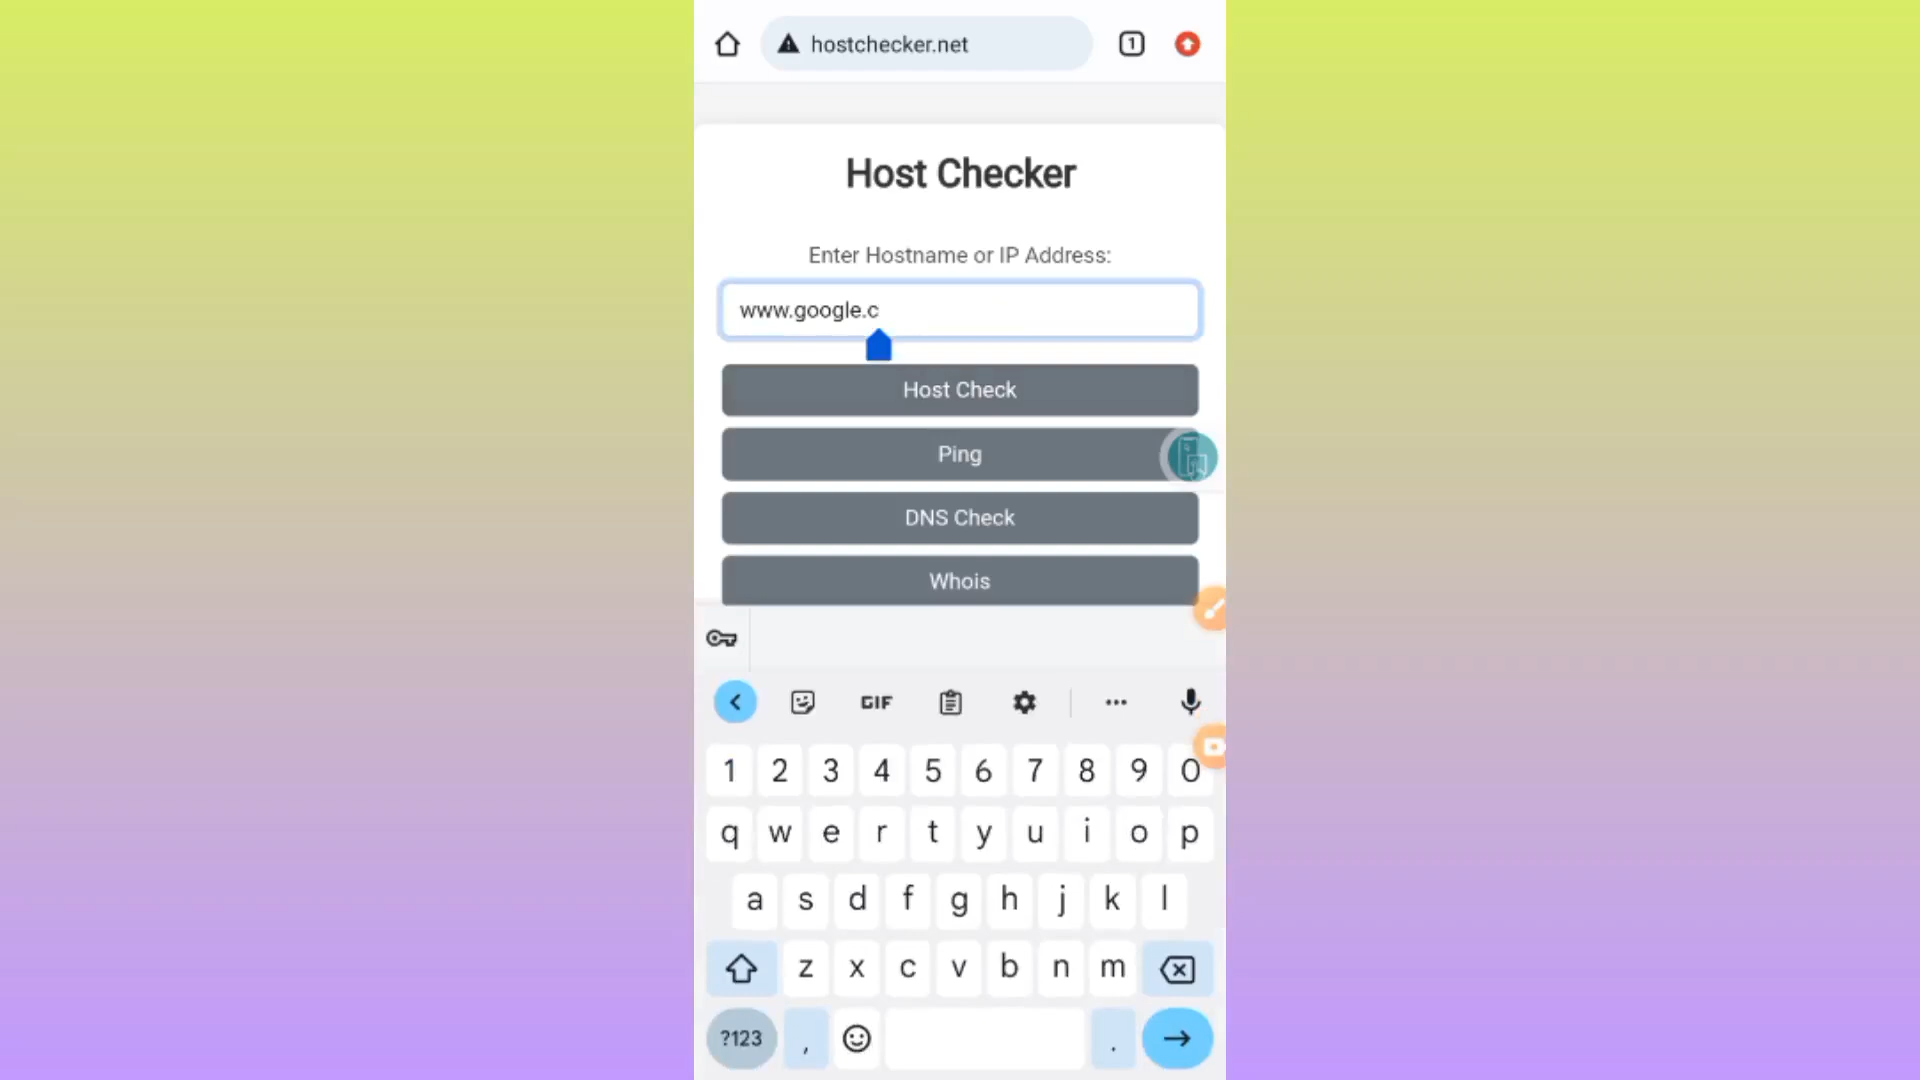 hostchecker.net
1
Host Checker
Enter Hostname or IP Address:
www.google.c
Host Check
Ping
DNS Check
Whois
GIF
1 2 3 4 5 6 7 8 9 0
q w e r t y u i o p
a s d f g h j k l
z x c v b n m
?123 , .